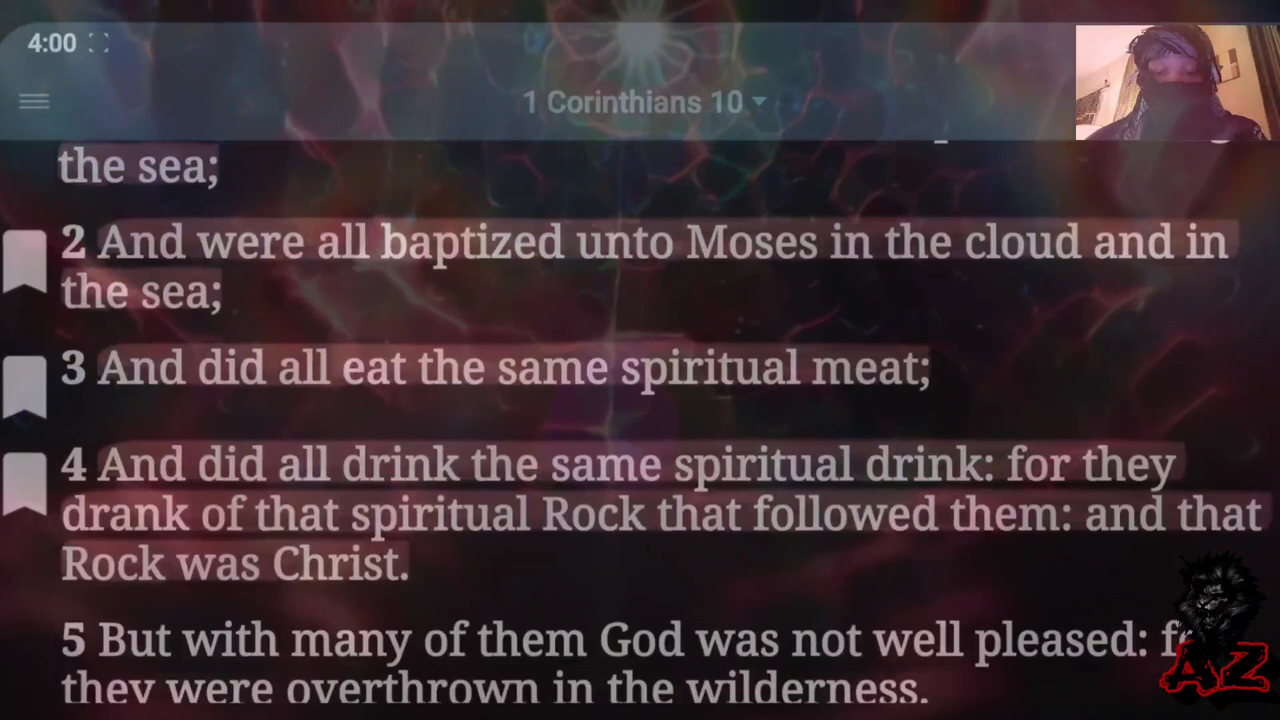 4:00
1 Corinthians 10
the sea;
2 And were all baptized unto Moses in the cloud and in
the sea;
3 And did all eat the same spiritual meat;
4 And did all drink the same spiritual drink: for they
drank of that spiritual Rock that followed them: and that
Rock was Christ.
5 But with many of them God was not well pleased:
they were overthrown in the wilderness.
AZ